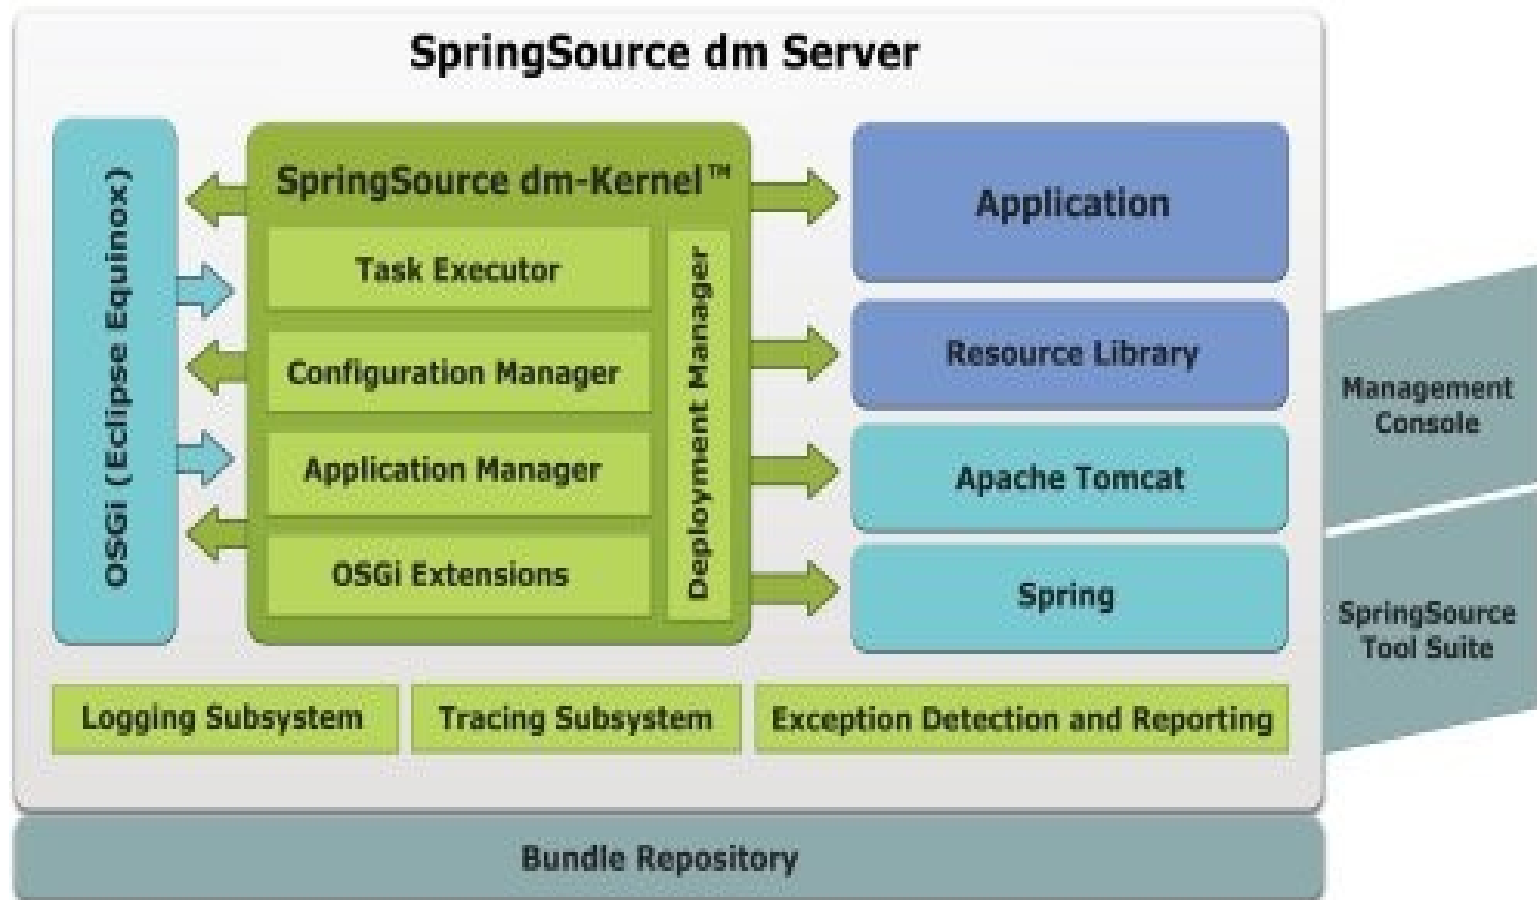 SpringSource dm Server
OSGi (Eclipse Equinox)
SpringSource dm-Kernel™
Task Executor
Configuration Manager
Application Manager
OSGi Extensions
Deployment Manager
Application
Resource Library
Apache Tomcat
Spring
Management
Console
SpringSource
Tool Suite
Logging Subsystem
Tracing Subsystem
Exception Detection and Reporting
Bundle Repository